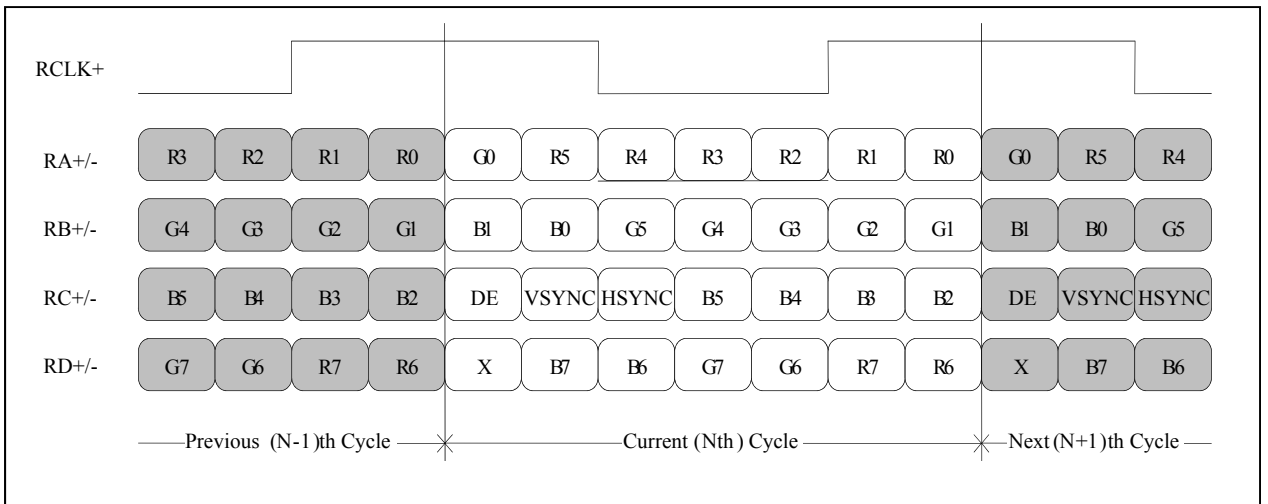 RCLK+
RA+/- R3 R2 R1 R0 G0 R5 R4 R3 R2 R1 R0 G0 R5 R4
RB+/- G4 G3 G2 G1 B1 B0 G5 G4 G3 G2 G1 B1 B0 G5
RC+/- B5 B4 B3 B2 DE VSYNC HSYNC B5 B4 B3 B2 DE VSYNC HSYNC
RD+/- G7 G6 R7 R6 X B7 B6 G7 G6 R7 R6 X B7 B6
Previous (N-1)th Cycle Current (Nth) Cycle Next (N+1)th Cycle